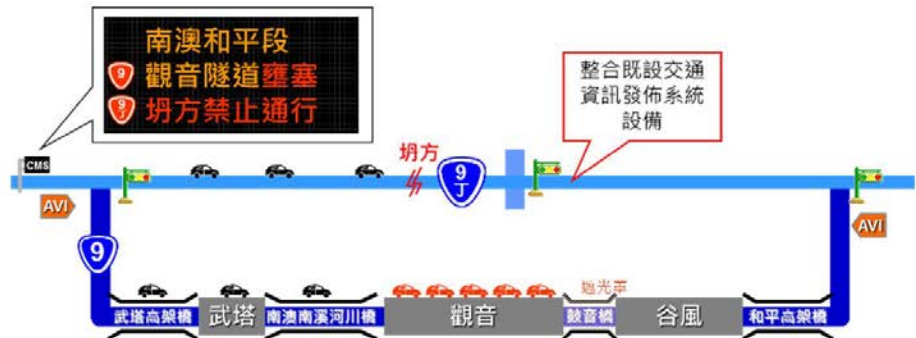 南澳和平段
9 觀音隧道壅塞
9丁 坍方禁止通行
整合既設交通
資訊發佈系統
設備
CMS
坍方
9丁
AVI
AVI
9
遮光罩
武塔高架橋
武塔
南澳南溪河川橋
觀音
鼓音橋
谷風
和平高架橋